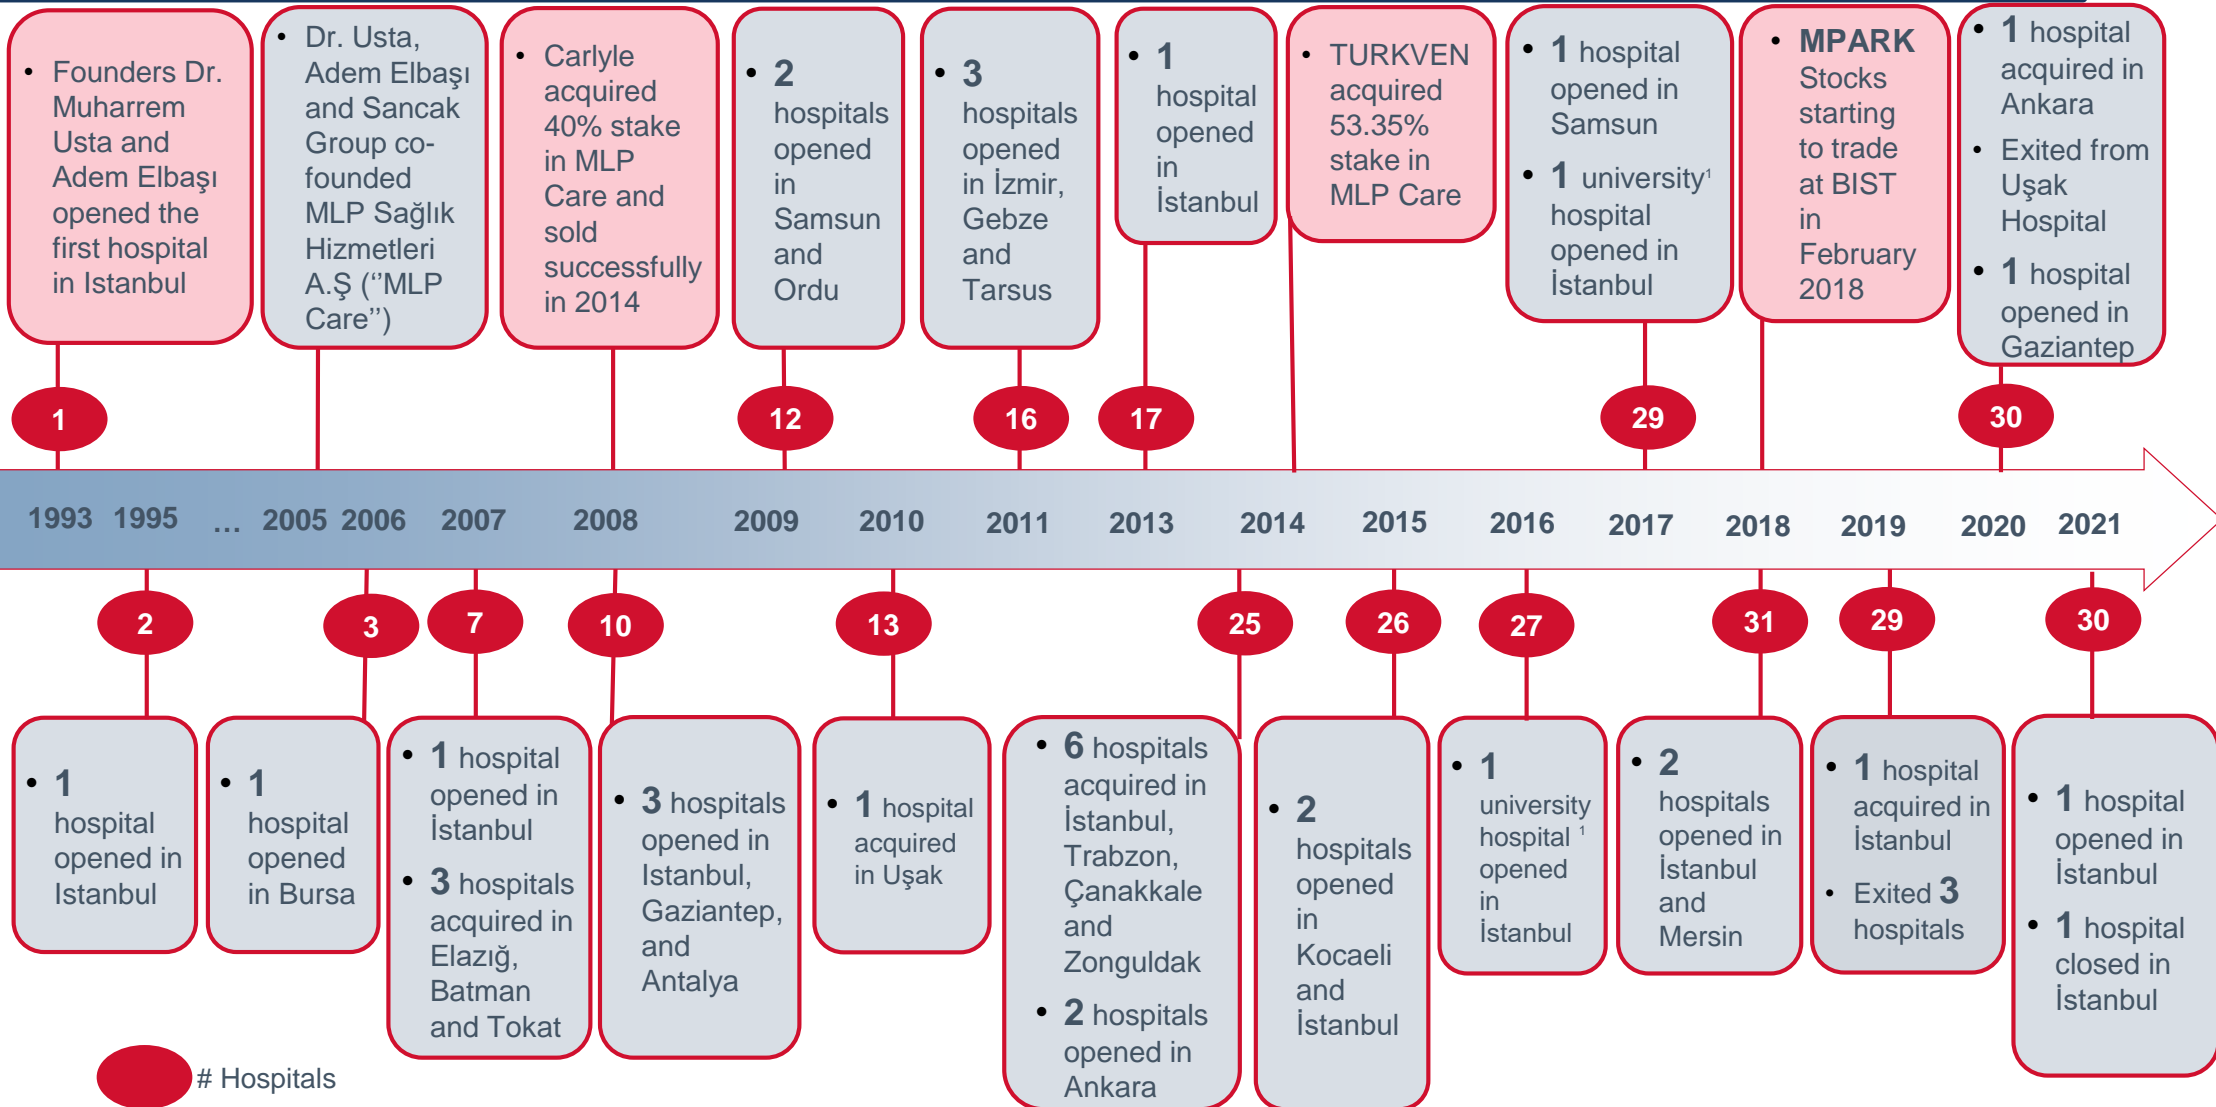 • Founders Dr.
Muharrem
Usta and
Adem Elbaşı
opened the
first hospital
in Istanbul
• Dr. Usta,
Adem Elbaşı
and Sancak
Group co-
founded
MLP Sağlık
Hizmetleri
A.Ş (‘’MLP
Care’’)
• Carlyle
acquired
40% stake
in MLP
Care and
sold
successfully
in 2014
• 2
hospitals
opened
in
Samsun
and
Ordu
• 3
hospitals
opened
in İzmir,
Gebze
and
Tarsus
• 1
hospital
opened
in
İstanbul
• TURKVEN
acquired
53.35%
stake in
MLP Care
• 1 hospital
opened in
Samsun
• 1 university¹
hospital
opened in
İstanbul
• MPARK
Stocks
starting
to trade
at BIST
in
February
2018
• 1 hospital
acquired in
Ankara
• Exited from
Uşak
Hospital
• 1 hospital
opened in
Gaziantep
1
12
16
17
29
30
1993 1995 ... 2005 2006 2007 2008 2009 2010 2011 2013 2014 2015 2016 2017 2018 2019 2020 2021
2
3
7
10
13
25
26
27
31
29
30
• 1
hospital
opened in
Istanbul
• 1
hospital
opened
in Bursa
• 1 hospital
opened in
İstanbul
• 3 hospitals
acquired in
Elazığ,
Batman
and Tokat
• 3 hospitals
opened in
Istanbul,
Gaziantep,
and
Antalya
• 1 hospital
acquired
in Uşak
• 6 hospitals
acquired in
İstanbul,
Trabzon,
Çanakkale
and
Zonguldak
• 2 hospitals
opened in
Ankara
• 2
hospitals
opened
in
Kocaeli
and
İstanbul
• 1
university
hospital ¹
opened
in
İstanbul
• 2
hospitals
opened in
İstanbul
and
Mersin
• 1 hospital
acquired in
İstanbul
• Exited 3
hospitals
• 1 hospital
opened in
İstanbul
• 1 hospital
closed in
İstanbul
# Hospitals